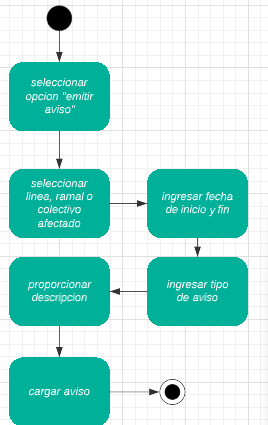 seleccionar
opcion "emitir
aviso"
seleccionar
linea, ramal o
colectivo
afectado
ingresar fecha
de inicio y fin
ingresar tipo
de aviso
proporcionar
descripcion
cargar aviso